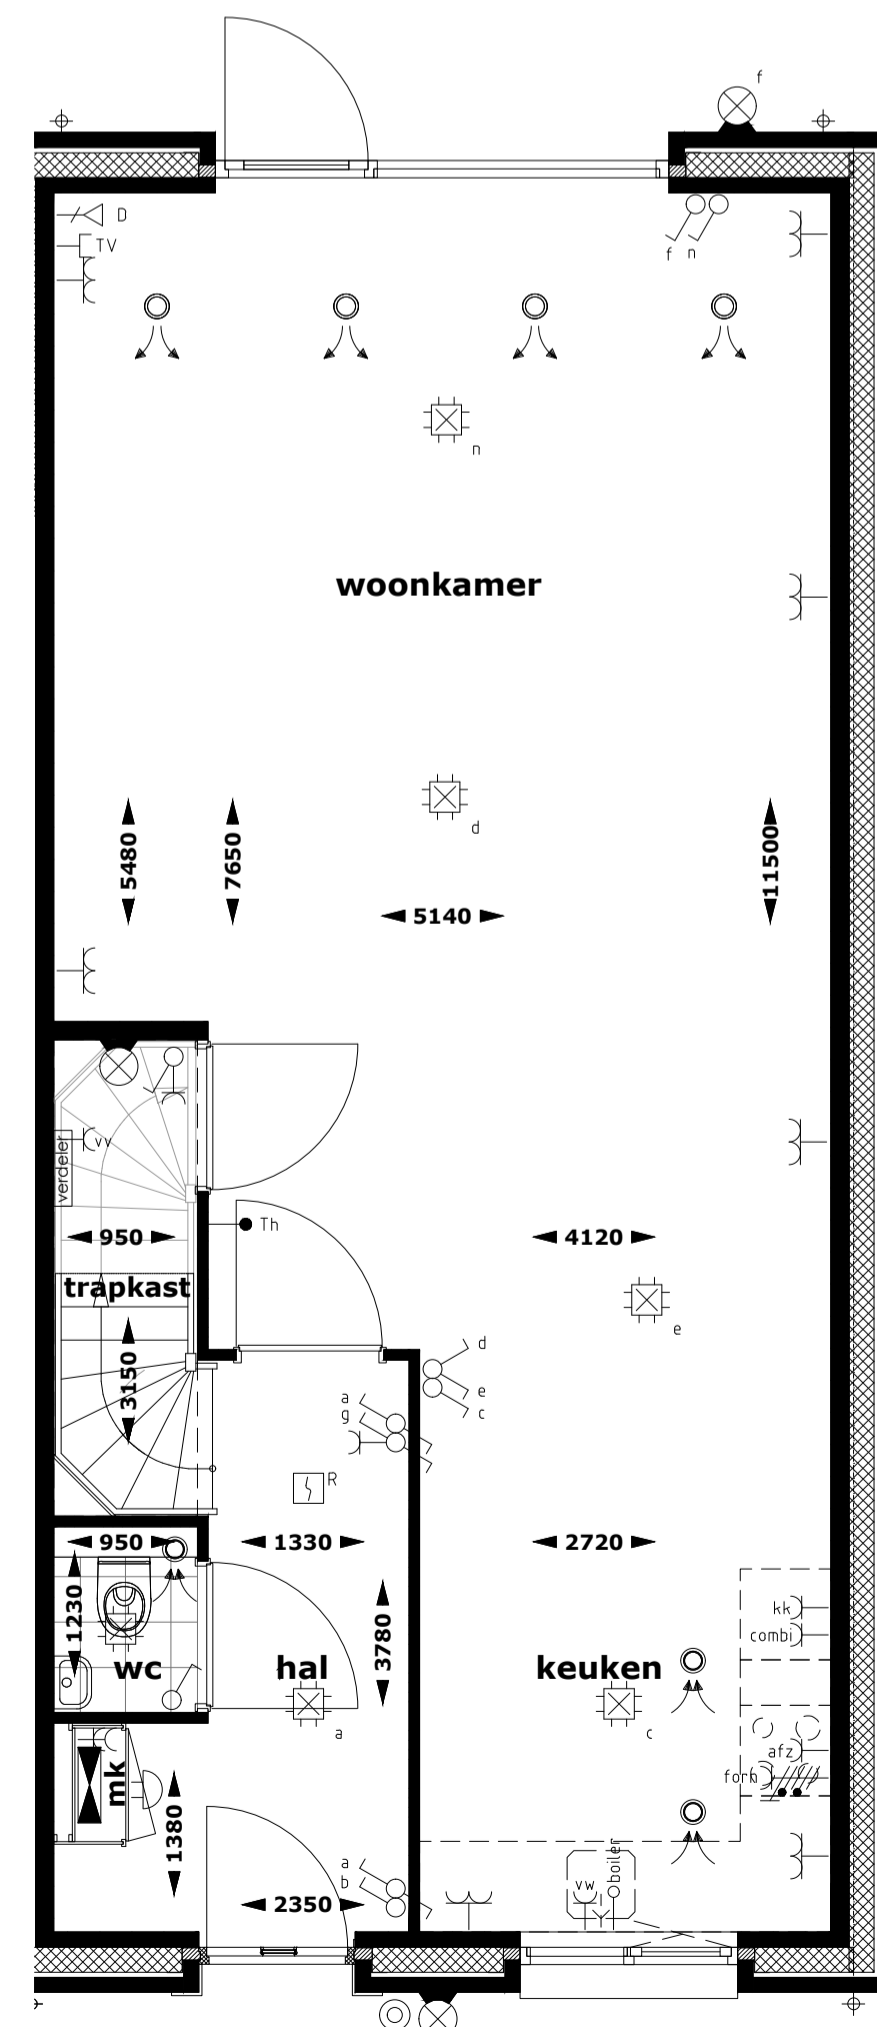 f
D
TV
f n
n
woonkamer
d
5480
7650
11500
5140
vv
verdeler
Th
950
4120
trapkast
e
3150
d
a
e
g
c
R
950
1330
2720
1230
3780
kk
combi
wc
hal
keuken
a
c
afz
forn
mk
1380
boiler
a
b
vw
2350